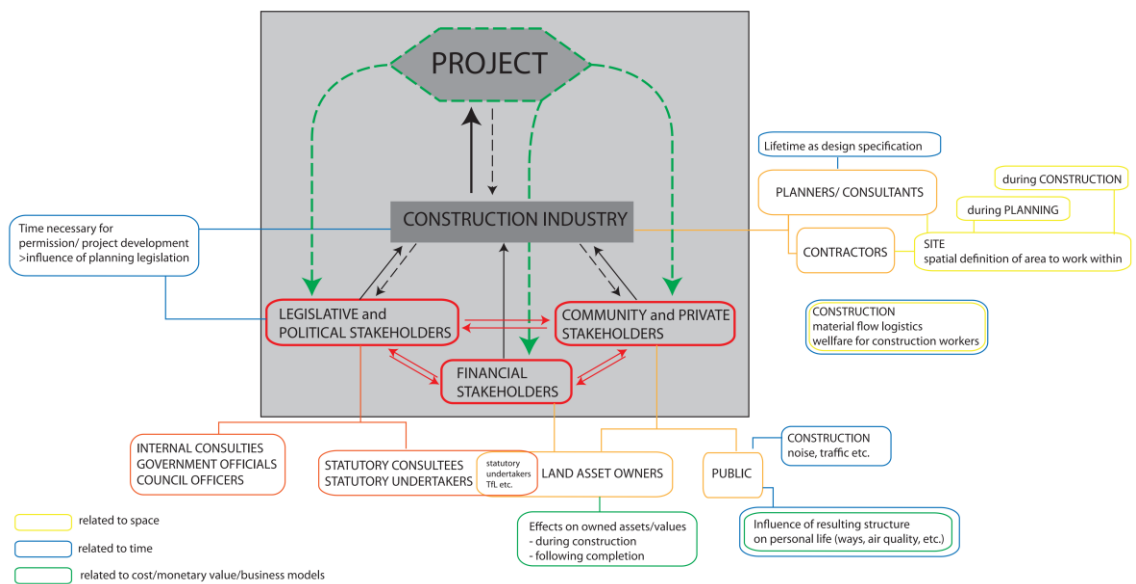 PROJECT
Lifetime as design specification
during CONSTRUCTION
PLANNERS/ CONSULTANTS
during PLANNING
CONSTRUCTION INDUSTRY
Time necessary for
permission/ project development
>influence of planning legislation
CONTRACTORS
SITE
spatial definition of area to work within
LEGISLATIVE and
POLITICAL STAKEHOLDERS
COMMUNITY and PRIVATE
STAKEHOLDERS
CONSTRUCTION
material flow logistics
wellfare for construction workers
FINANCIAL
STAKEHOLDERS
INTERNAL CONSULTIES
GOVERNMENT OFFICIALS
COUNCIL OFFICERS
STATUTORY CONSULTEES
STATUTORY UNDERTAKERS
statutory
undertakers
TfL etc.
LAND ASSET OWNERS
PUBLIC
CONSTRUCTION
noise, traffic etc.
Effects on owned assets/values
- during construction
- following completion
Influence of resulting structure
on personal life (ways, air quality, etc.)
related to space
related to time
related to cost/monetary value/business models